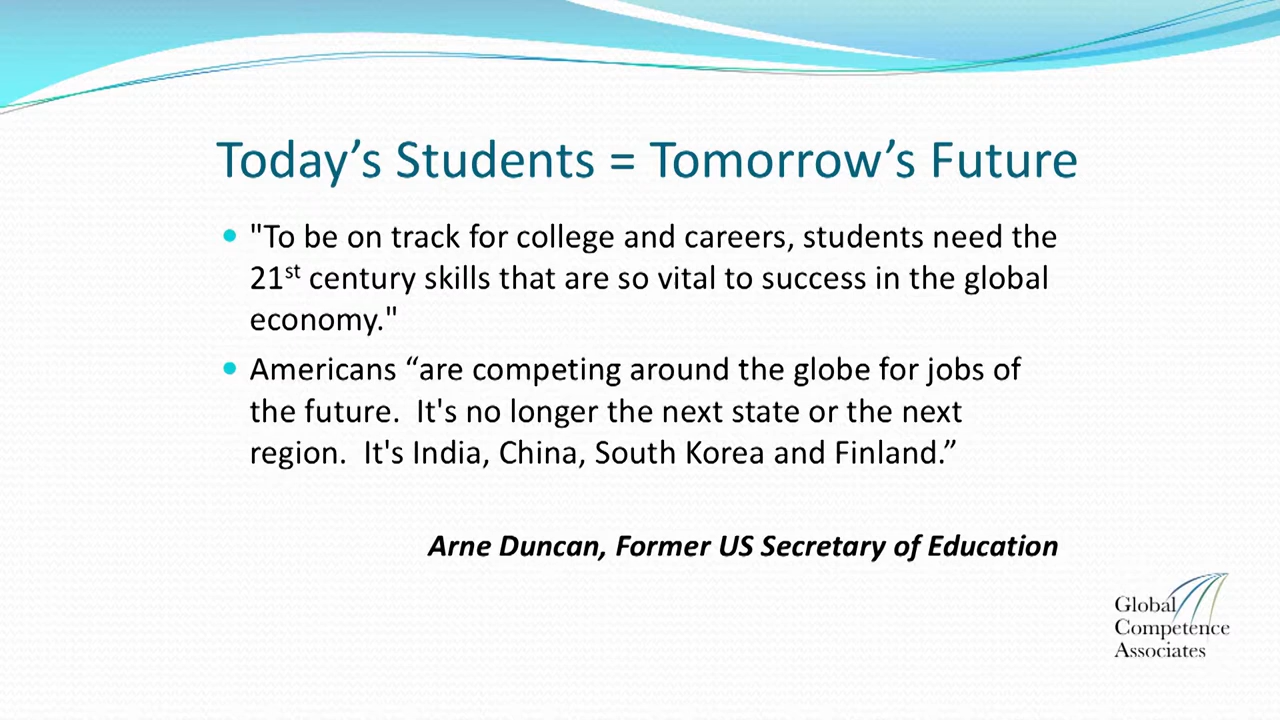 Today’s Students = Tomorrow’s Future
"To be on track for college and careers, students need the
21st century skills that are so vital to success in the global
economy."
Americans “are competing around the globe for jobs of
the future.  It's no longer the next state or the next
region.  It's India, China, South Korea and Finland.”
Arne Duncan, Former US Secretary of Education
Global
Competence
Associates